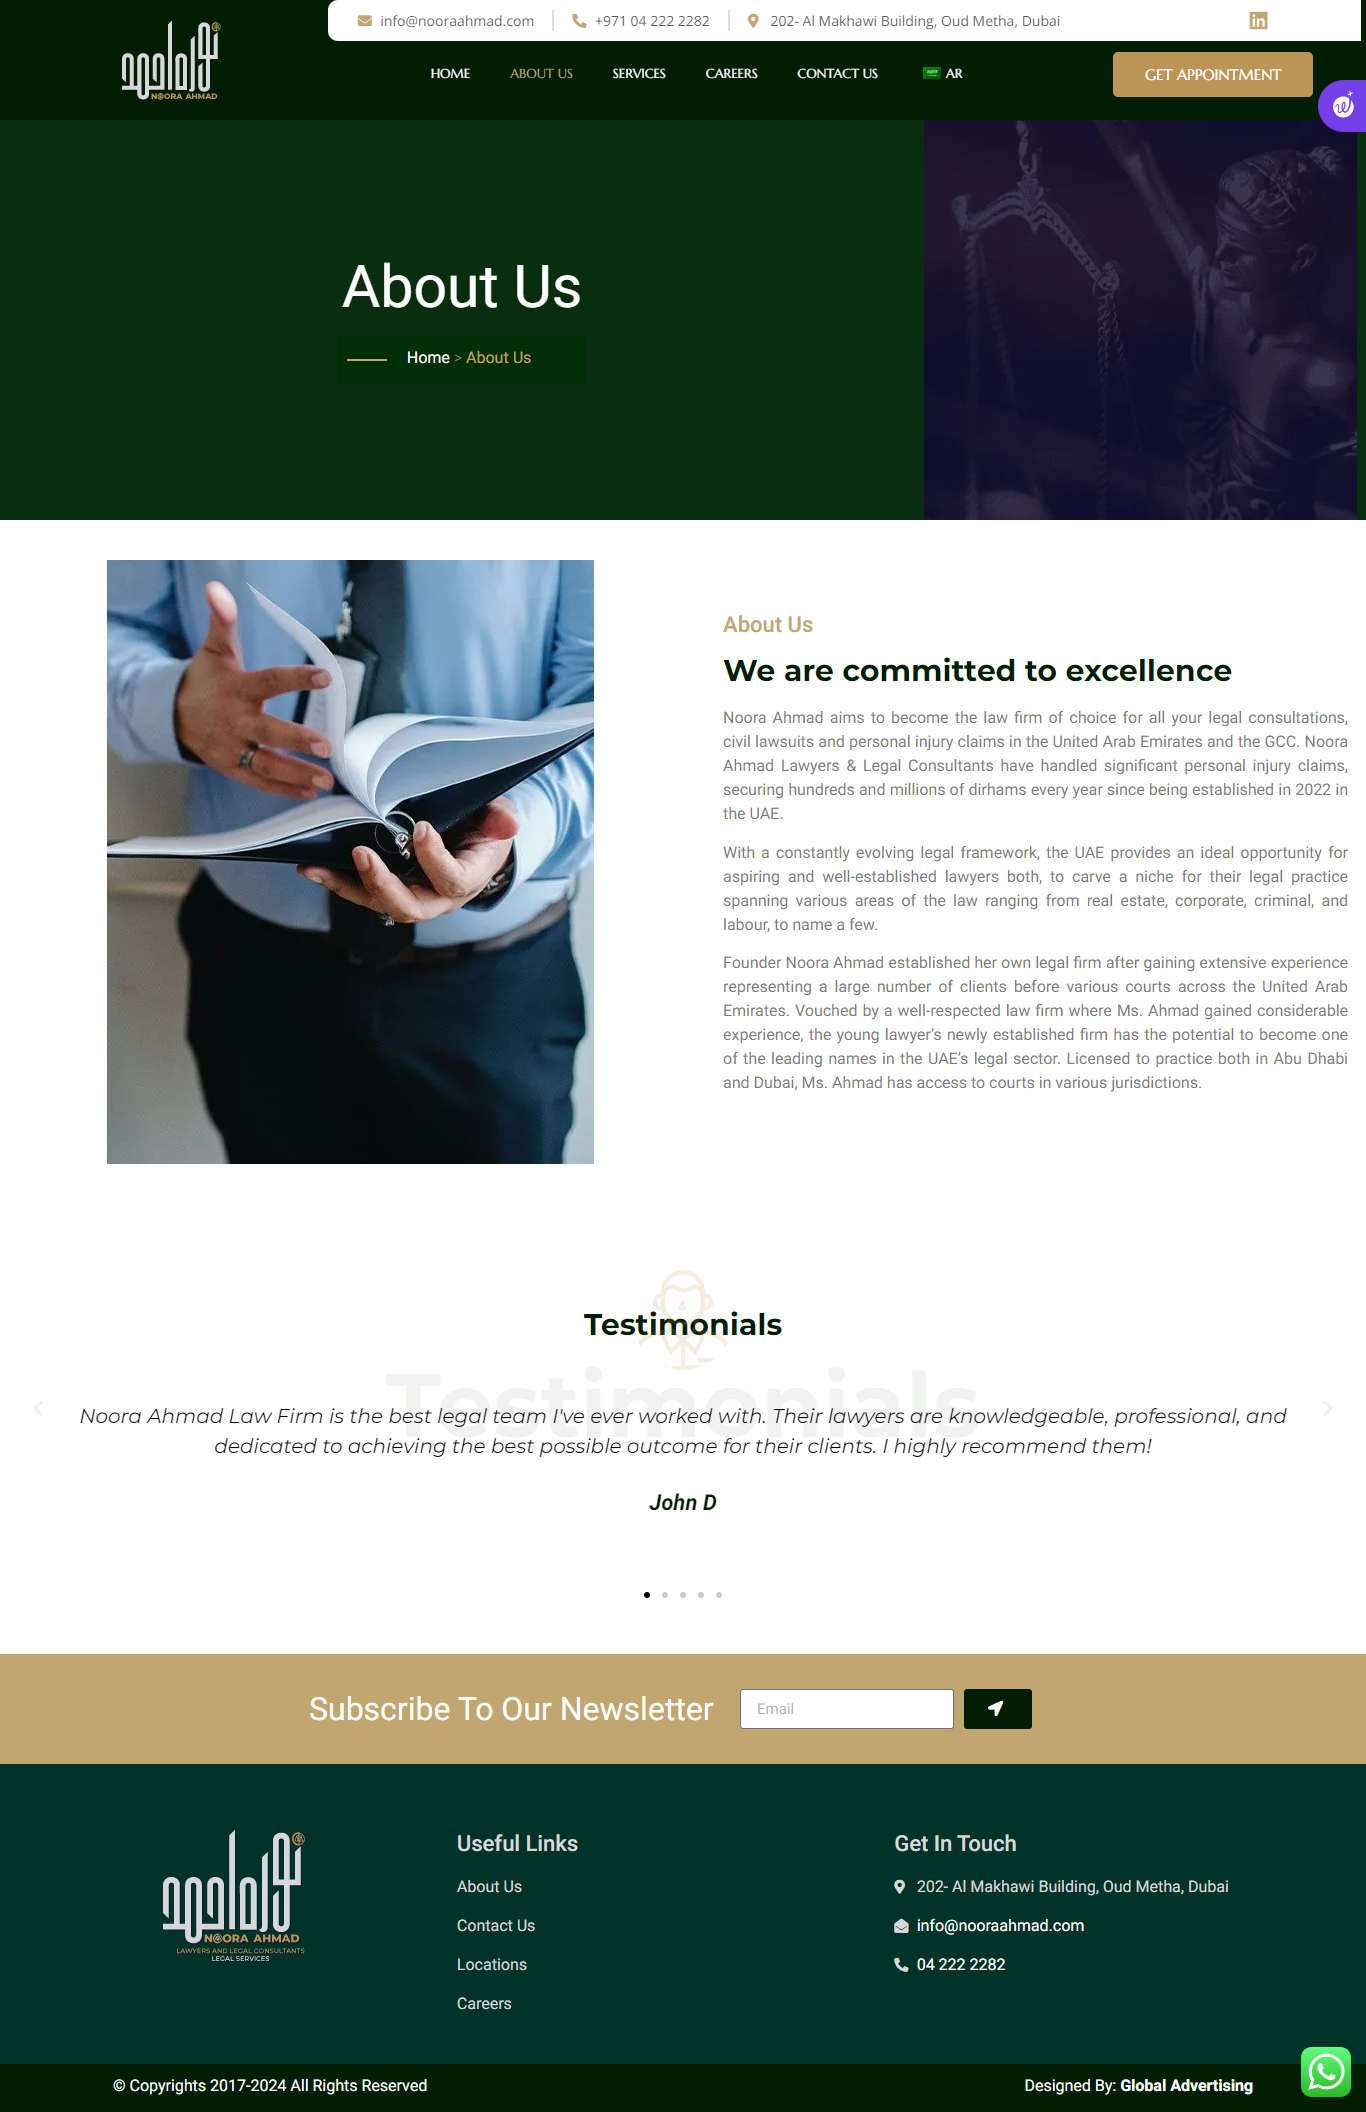 info@nooraahmad.com
+971 04 222 2282
202- Al Makhawi Building, Oud Metha, Dubai
NOORA AHMAD
HOME
ABOUT US
SERVICES
CAREERS
CONTACT US
AR
GET APPOINTMENT
About Us
Home > About Us
About Us
We are committed to excellence
Noora Ahmad aims to become the law firm of choice for all your legal consultations,
civil lawsuits and personal injury claims in the United Arab Emirates and the GCC. Noora
Ahmad Lawyers & Legal Consultants have handled significant personal injury claims,
securing hundreds and millions of dirhams every year since being established in 2022 in
the UAE.
With a constantly evolving legal framework, the UAE provides an ideal opportunity for
aspiring and well-established lawyers both, to carve a niche for their legal practice
spanning various areas of the law ranging from real estate, corporate, criminal, and
labour, to name a few.
Founder Noora Ahmad established her own legal firm after gaining extensive experience
representing a large number of clients before various courts across the United Arab
Emirates. Vouched by a well-respected law firm where Ms. Ahmad gained considerable
experience, the young lawyer’s newly established firm has the potential to become one
of the leading names in the UAE’s legal sector. Licensed to practice both in Abu Dhabi
and Dubai, Ms. Ahmad has access to courts in various jurisdictions.
Testimonials
Testimonials
Noora Ahmad Law Firm is the best legal team I've ever worked with. Their lawyers are knowledgeable, professional, and
dedicated to achieving the best possible outcome for their clients. I highly recommend them!
John D
Subscribe To Our Newsletter
Email
NOORA AHMAD
LAWYERS AND LEGAL CONSULTANTS
LEGAL SERVICES
Useful Links
About Us
Contact Us
Locations
Careers
Get In Touch
202- Al Makhawi Building, Oud Metha, Dubai
info@nooraahmad.com
04 222 2282
© Copyrights 2017-2024 All Rights Reserved
Designed By: Global Advertising